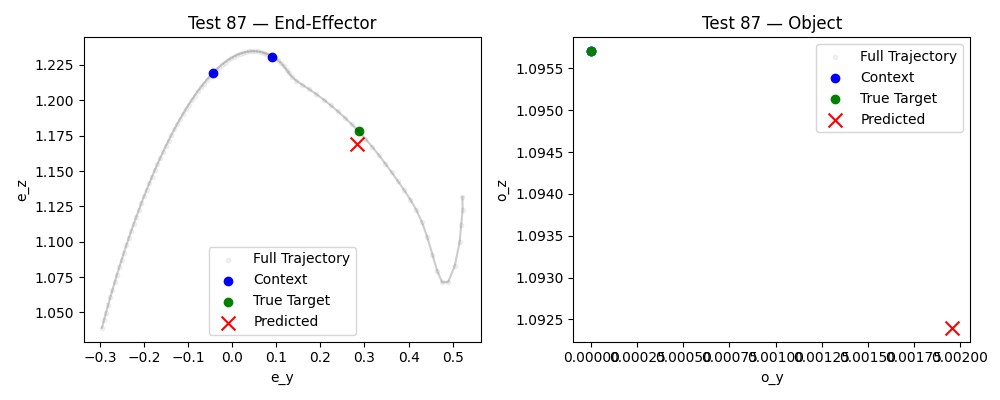 Test 87 — End-Effector
e_z
1.225
1.200
1.175
1.150
1.125
1.100
1.075
1.050
Full Trajectory
Context
True Target
Predicted
−0.3 −0.2 −0.1 0.0 0.1 0.2 0.3 0.4 0.5
e_y
Test 87 — Object
o_z
1.0955
1.0950
1.0945
1.0940
1.0935
1.0930
1.0925
Full Trajectory
Context
True Target
Predicted
0.00000 0.00025 0.00050 0.00075 0.00100 0.00125 0.00150 0.00175 0.00200
o_y